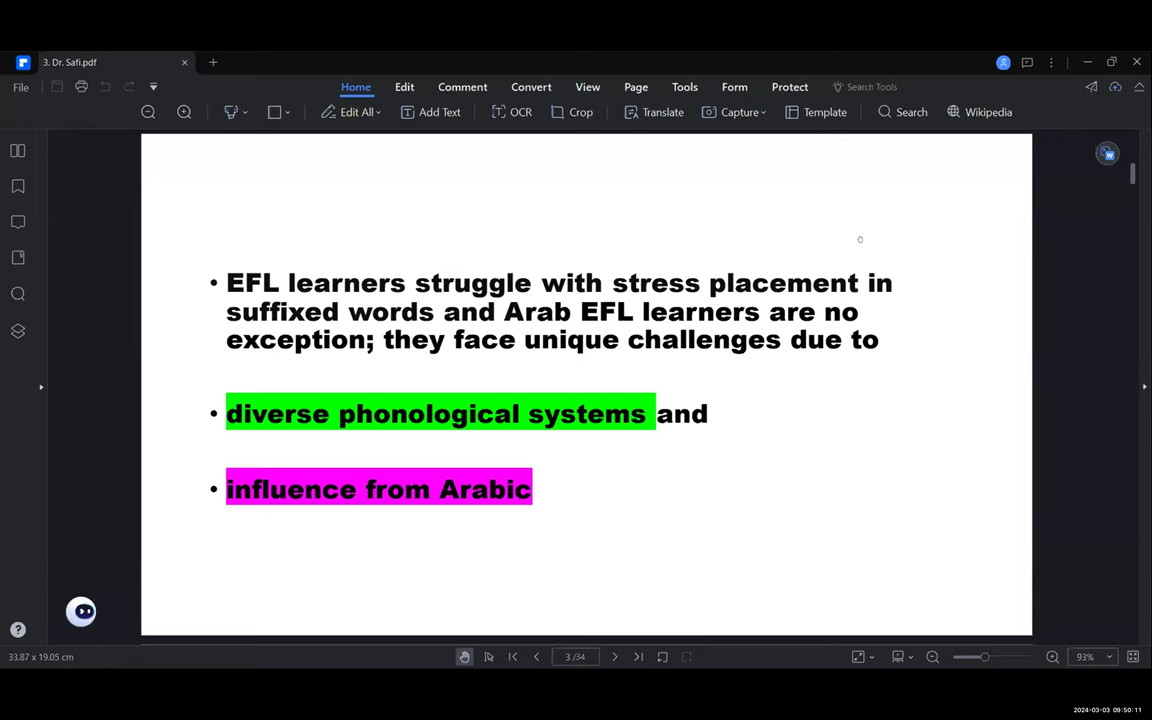 3. Dr. Safi.pdf
File
Home Edit Comment Convert View Page Tools Form Protect Search Tools
Edit All Add Text OCR Crop Translate Capture Template Search Wikipedia
• EFL learners struggle with stress placement in
suffixed words and Arab EFL learners are no
exception; they face unique challenges due to
• diverse phonological systems and
• influence from Arabic
33.87 x 19.05 cm
3 /34
93%
2024-03-03 09:50:11